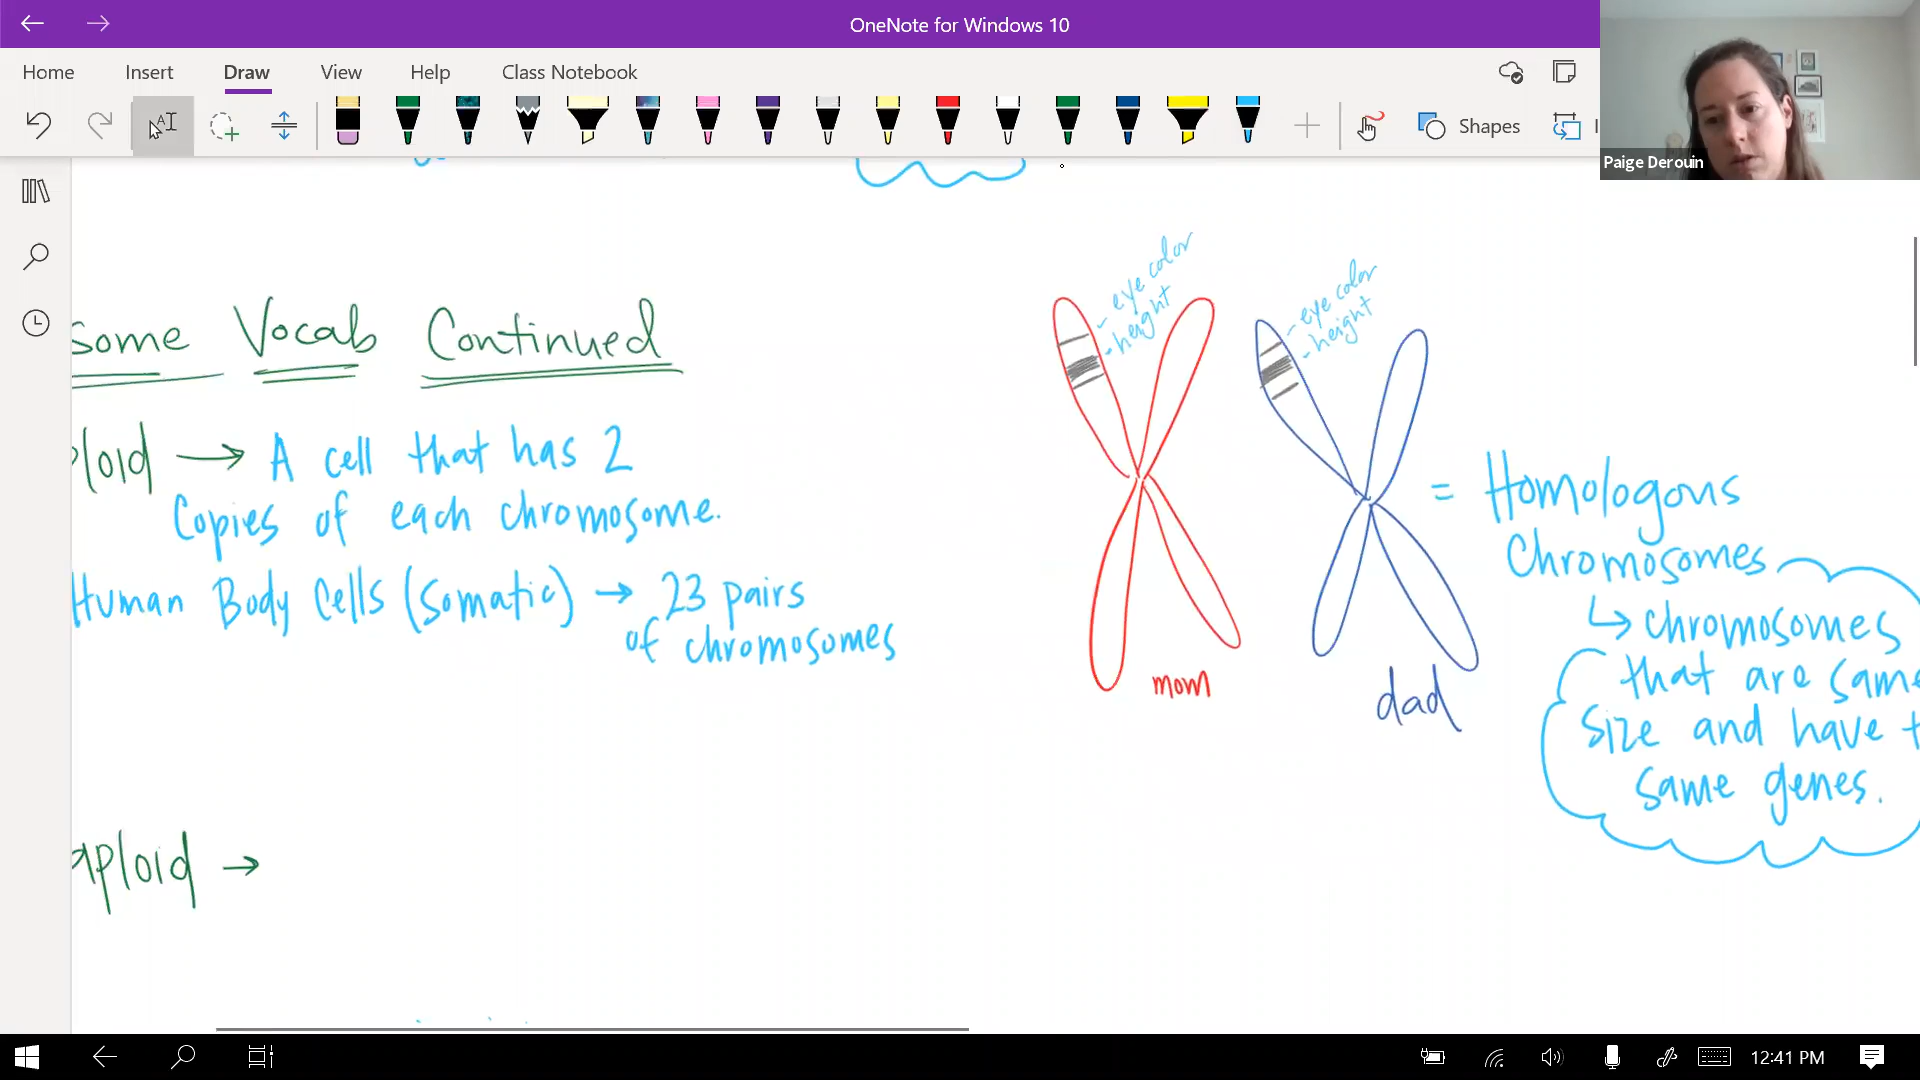 OneNote for Windows 10
Home Insert Draw View Help Class Notebook
Shapes
Paige Derouin
some Vocab Continued
ploid → A cell that has 2
Copies of each chromosome.
Human Body Cells (Somatic) → 23 pairs
of chromosomes
aploid →
- eye color
- height
mom
- eye color
- height
dad
= Homologous
Chromosomes
↳ chromosomes
that are same
size and have t
same genes.
12:41 PM